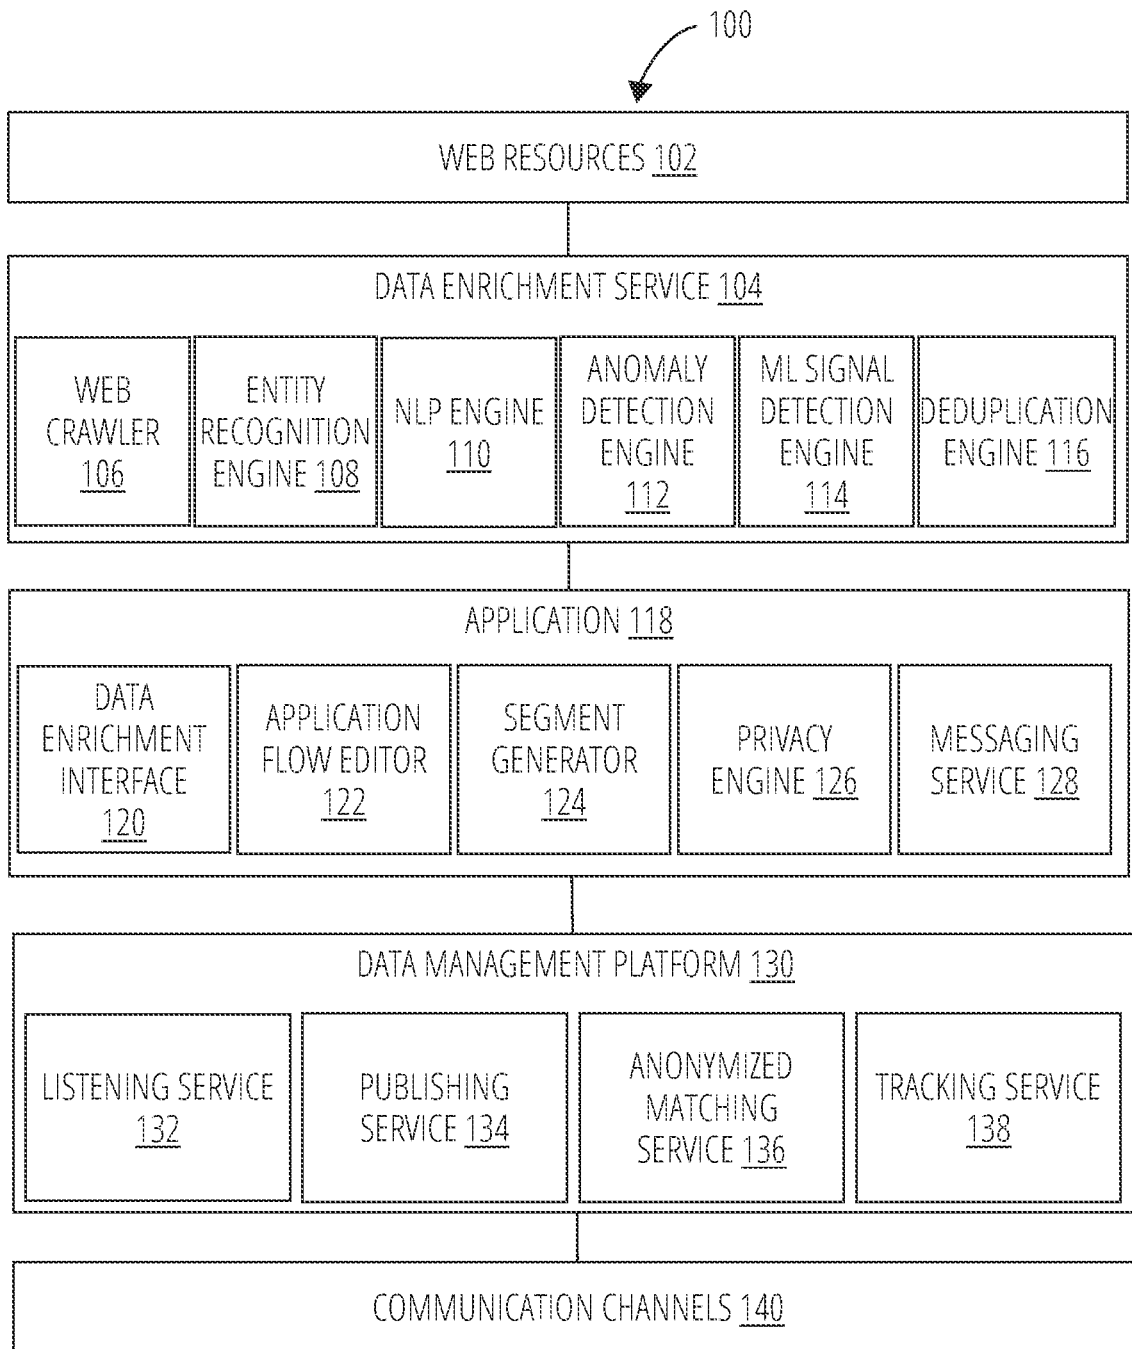 100
WEB RESOURCES 102
DATA ENRICHMENT SERVICE 104
WEB
CRAWLER
106
ENTITY
RECOGNITION
ENGINE 108
NLP ENGINE
110
ANOMALY
DETECTION
ENGINE
112
ML SIGNAL
DETECTION
ENGINE
114
DEDUPLICATION
ENGINE 116
APPLICATION 118
DATA
ENRICHMENT
INTERFACE
120
APPLICATION
FLOW EDITOR
122
SEGMENT
GENERATOR
124
PRIVACY
ENGINE 126
MESSAGING
SERVICE 128
DATA MANAGEMENT PLATFORM 130
LISTENING SERVICE
132
PUBLISHING
SERVICE 134
ANONYMIZED
MATCHING
SERVICE 136
TRACKING SERVICE
138
COMMUNICATION CHANNELS 140